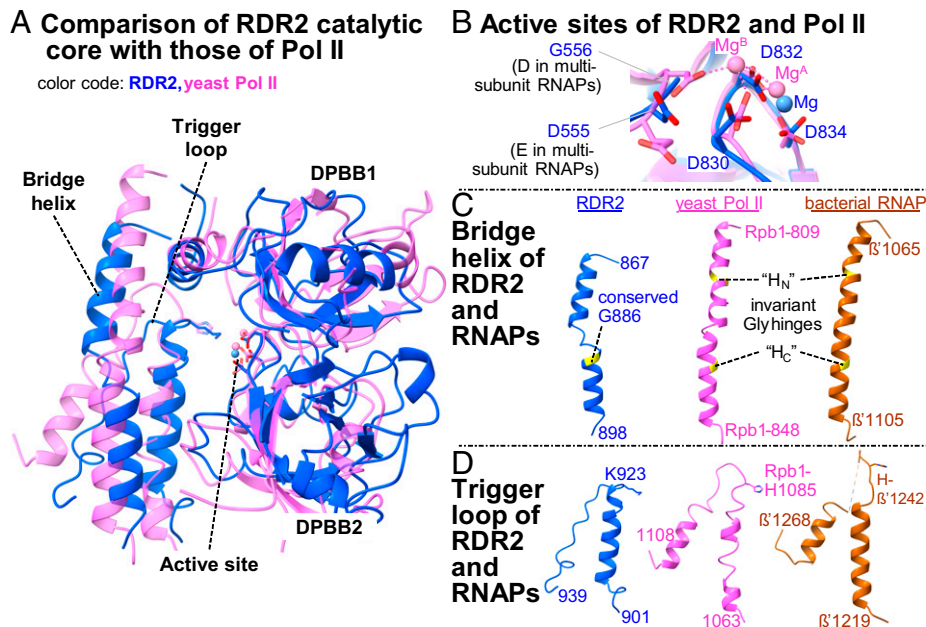 A Comparison of RDR2 catalytic
core with those of Pol II
color code: RDR2, yeast Pol II
Trigger
loop
Bridge
helix
DPBB1
DPBB2
Active site
B Active sites of RDR2 and Pol II
G556
(D in multi-
subunit RNAPs)
D555
(E in multi-
subunit RNAPs)
Mgᴮ
D832
Mgᴬ
Mg
D834
D830
C Bridge
helix of
RDR2
and
RNAPs
RDR2
yeast Pol II
bacterial RNAP
867
conserved
G886
898
Rpb1-809
"H_N"
invariant
Gly hinges
"H_C"
Rpb1-848
ß'1065
ß'1105
D Trigger
loop of
RDR2
and
RNAPs
K923
939
901
Rpb1-
H1085
1108
1063
H-
ß'1242
ß'1268
ß'1219